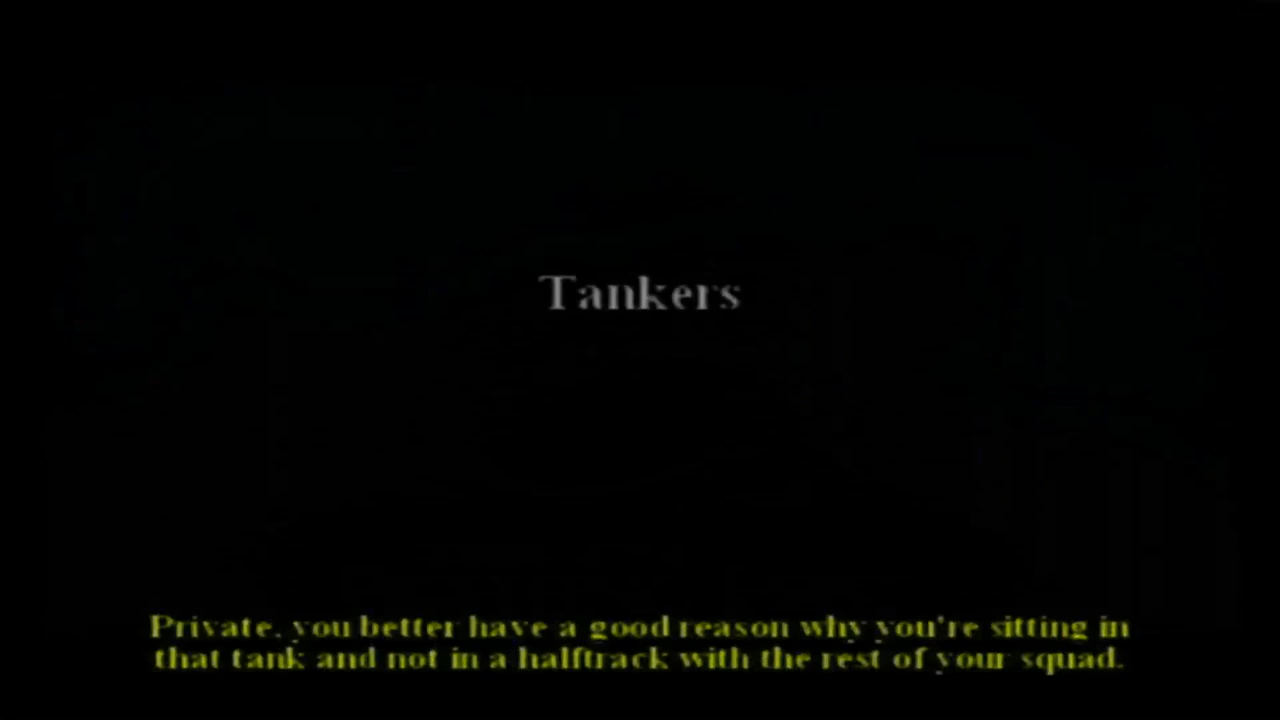 Tankers
Private, you better have a good reason why you're sitting in
that tank and not in a halftrack with the rest of your squad.